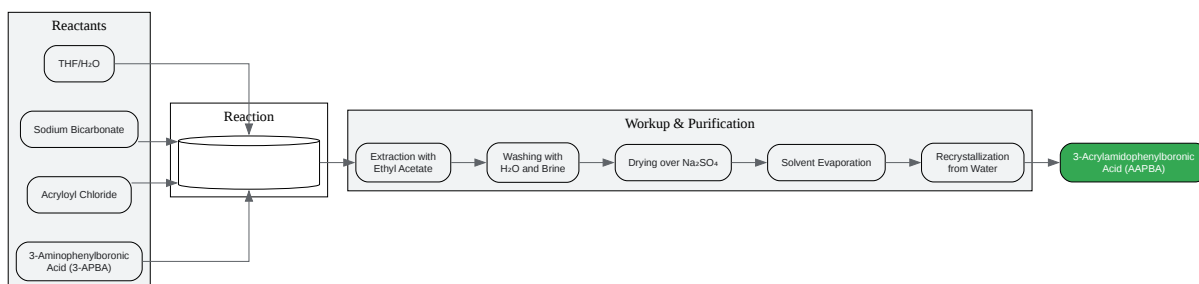 Reactants
THF/H₂O
Sodium Bicarbonate
Acryloyl Chloride
3-Aminophenylboronic
Acid (3-APBA)
Reaction
Workup & Purification
Extraction with
Ethyl Acetate
Washing with
H₂O and Brine
Drying over Na₂SO₄
Solvent Evaporation
Recrystallization
from Water
3-Acrylamidophenylboronic
Acid (AAPBA)